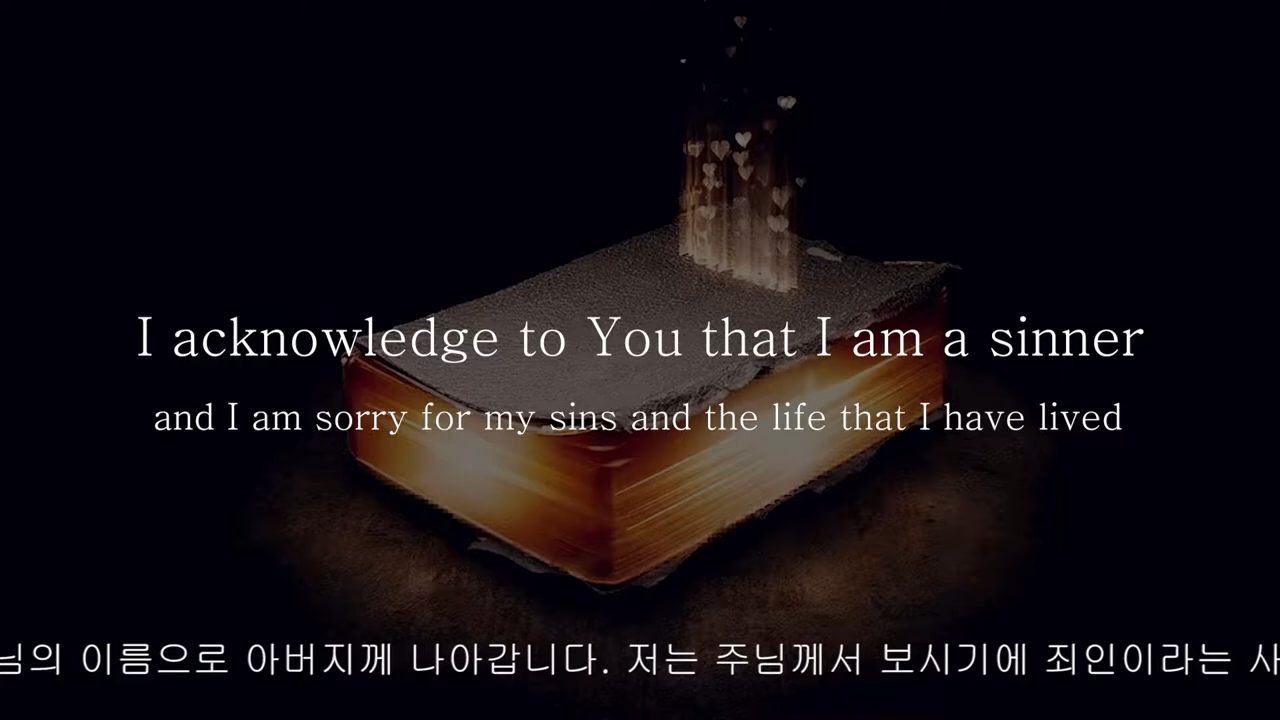 I acknowledge to You that I am a sinner
and I am sorry for my sins and the life that I have lived
님의 이름으로 아버지께 나아갑니다. 저는 주님께서 보시기에 죄인이라는 사